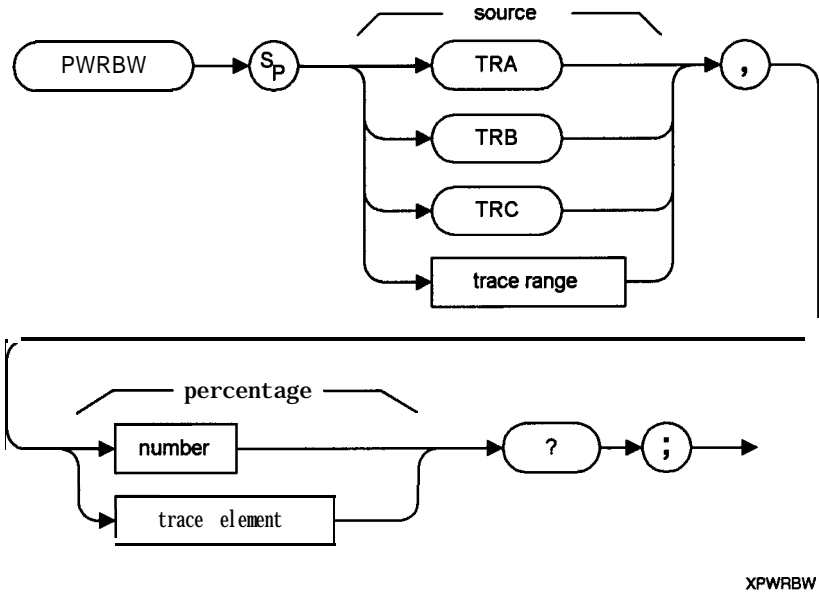 source
PWRBW
SP
TRA
,
TRB
TRC
trace range
percentage
number
?
;
trace element
XPWRBW